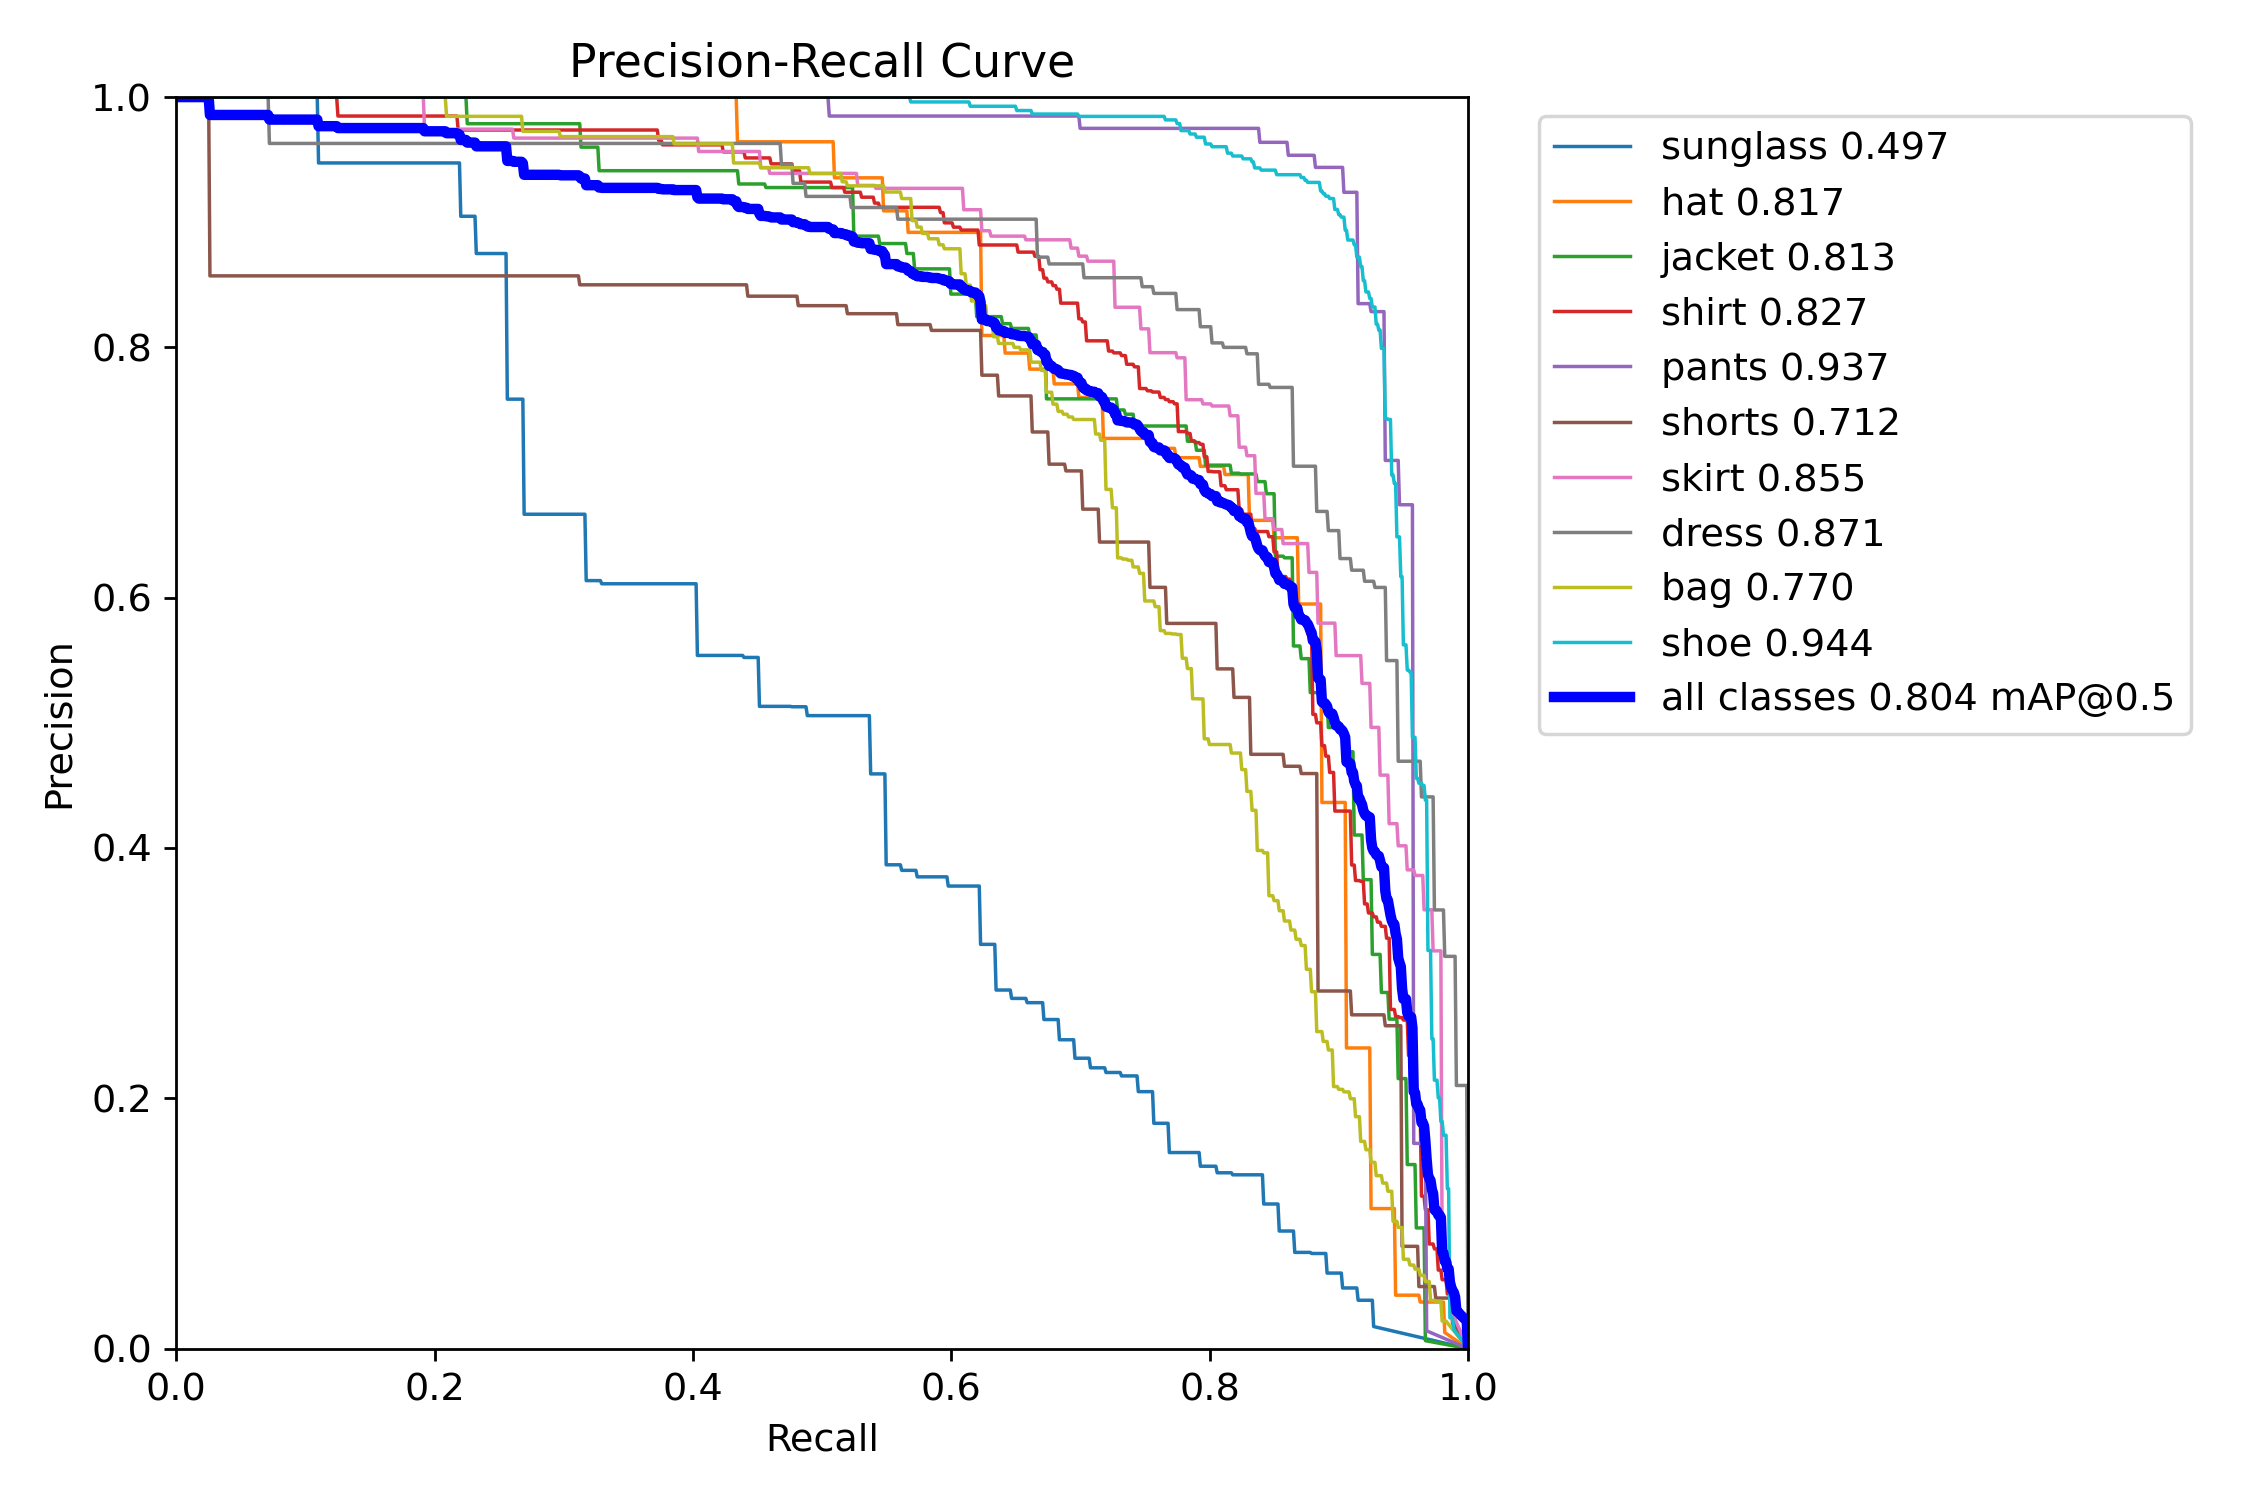 Precision-Recall Curve
1.0
0.8
0.6
0.4
0.2
0.0
Precision
0.0 0.2 0.4 0.6 0.8 1.0
Recall
sunglass 0.497
hat 0.817
jacket 0.813
shirt 0.827
pants 0.937
shorts 0.712
skirt 0.855
dress 0.871
bag 0.770
shoe 0.944
all classes 0.804 mAP@0.5